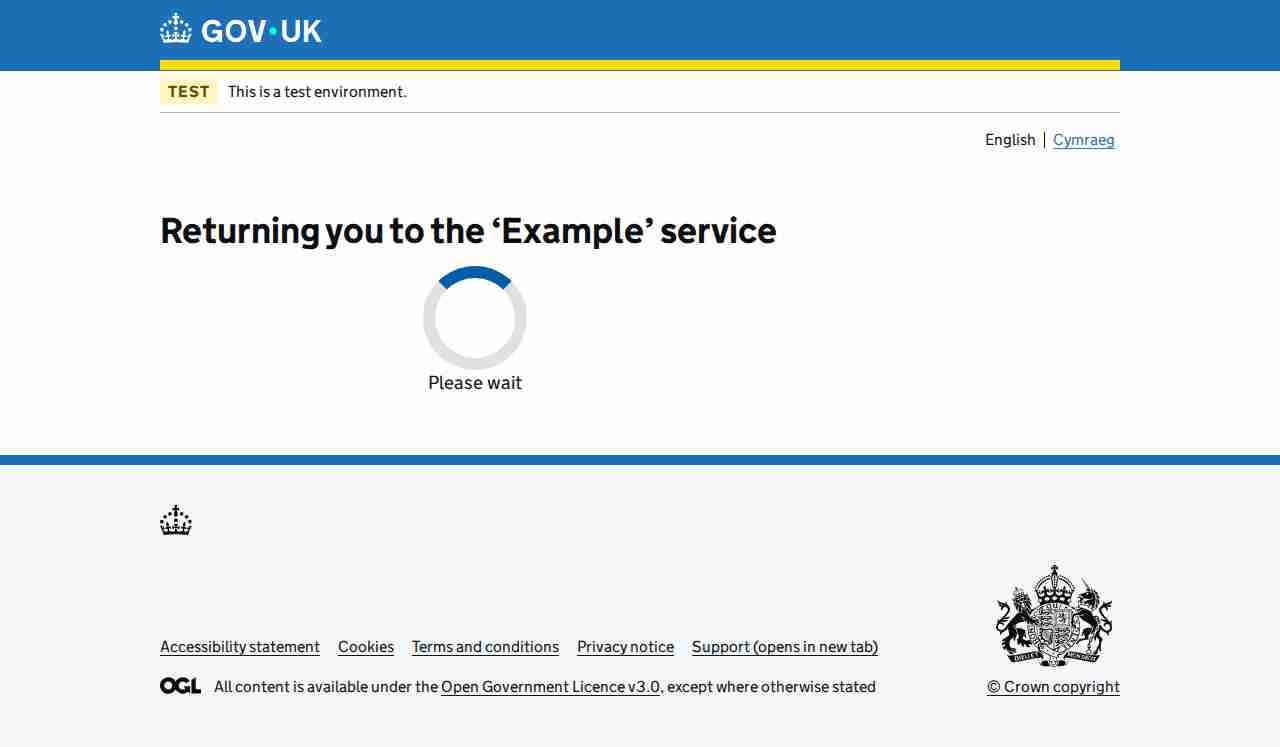 GOV·UK
TEST This is a test environment.
English | Cymraeg
Returning you to the ‘Example’ service
Please wait
Accessibility statement Cookies Terms and conditions Privacy notice Support (opens in new tab)
OGL All content is available under the Open Government Licence v3.0, except where otherwise stated
© Crown copyright